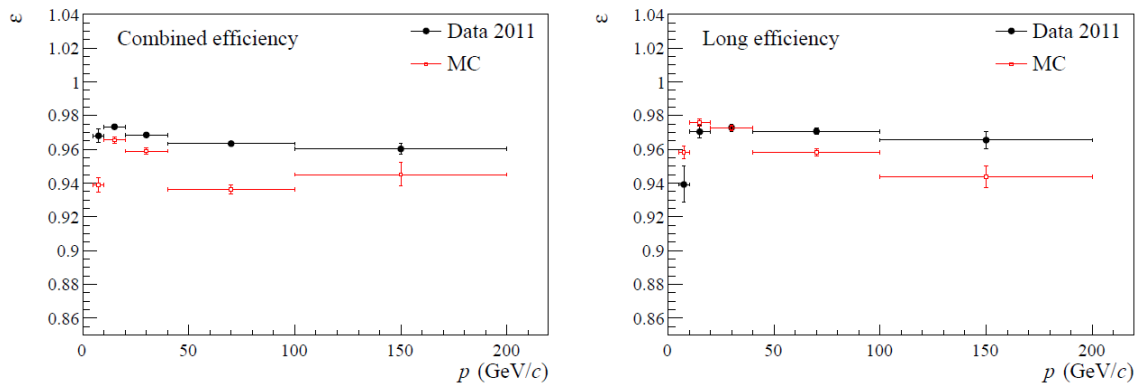 ε
1.04
1.02
1
0.98
0.96
0.94
0.92
0.9
0.88
0.86
Combined efficiency
Data 2011
MC
0 50 100 150 200
p (GeV/c)
ε
1.04
1.02
1
0.98
0.96
0.94
0.92
0.9
0.88
0.86
Long efficiency
Data 2011
MC
0 50 100 150 200
p (GeV/c)